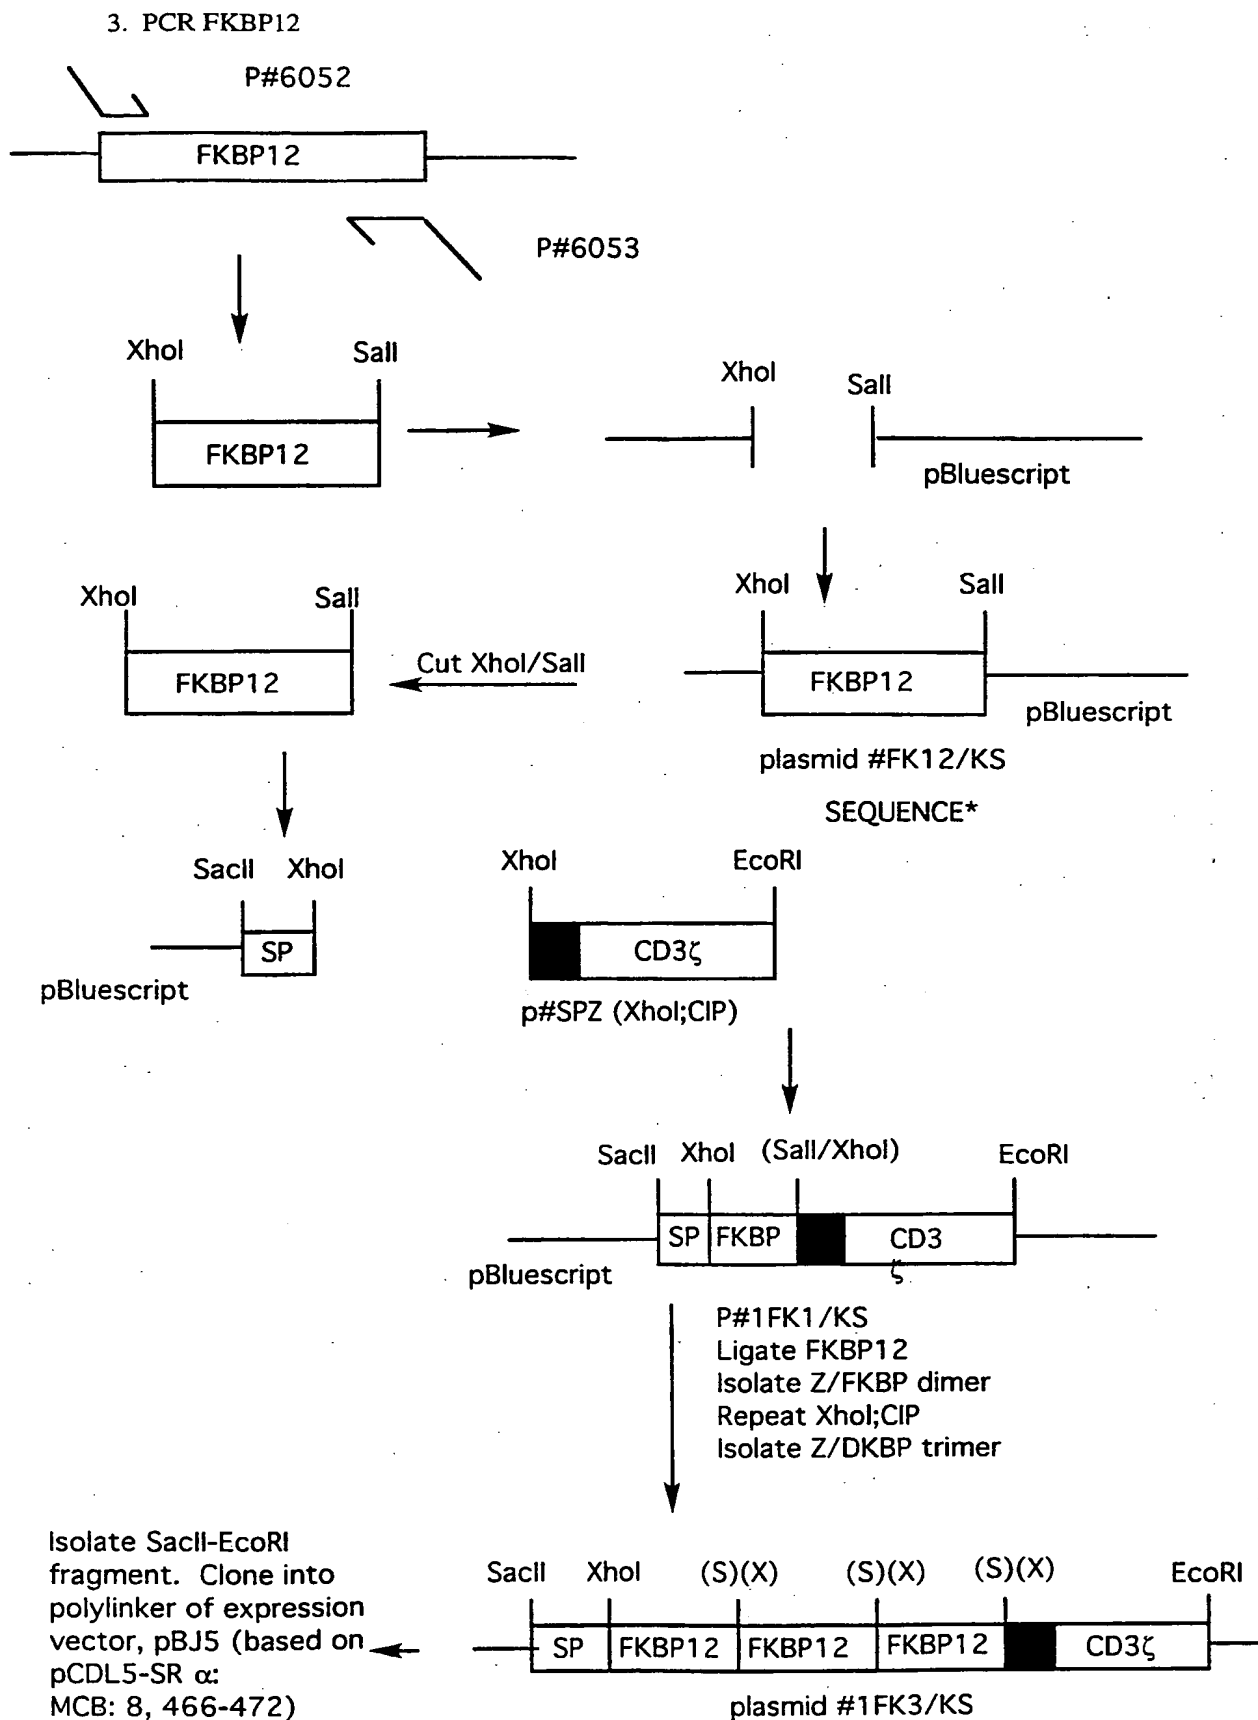 3. PCR FKBP12
P#6052
FKBP12
P#6053
XhoI SalI
FKBP12
XhoI SalI
pBluescript
XhoI SalI
FKBP12
Cut XhoI/SalI
XhoI SalI
FKBP12
pBluescript
plasmid #FK12/KS
SEQUENCE*
SacII XhoI
SP
pBluescript
XhoI EcoRI
CD3ζ
p#SPZ (XhoI;CIP)
SacII XhoI (SalI/XhoI) EcoRI
SP FKBP CD3
ζ
pBluescript
P#1FK1/KS
Ligate FKBP12
Isolate Z/FKBP dimer
Repeat XhoI;CIP
Isolate Z/DKBP trimer
Isolate SacII-EcoRI
fragment. Clone into
polylinker of expression
vector, pBJ5 (based on
pCDL5-SR α:
MCB: 8, 466-472)
SacII XhoI (S)(X) (S)(X) (S)(X) EcoRI
SP FKBP12 FKBP12 FKBP12 CD3ζ
plasmid #1FK3/KS